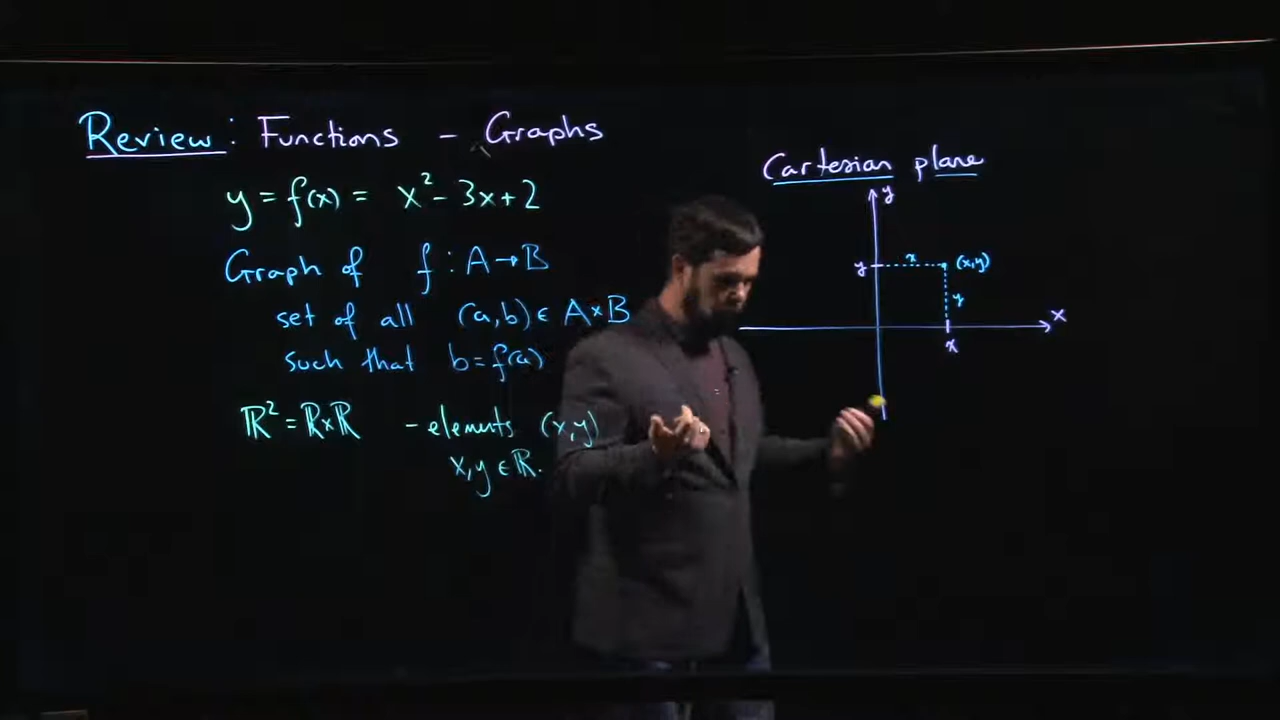 Review: Functions - Graphs
y = f(x) = x² - 3x + 2
Graph of f : A → B
set of all (a,b) ∈ A × B
such that b = f(a)
ℝ² = ℝ×ℝ - elements (x,y)
x,y ∈ ℝ.
Cartesian plane
y
y x (x,y)
y
x
x